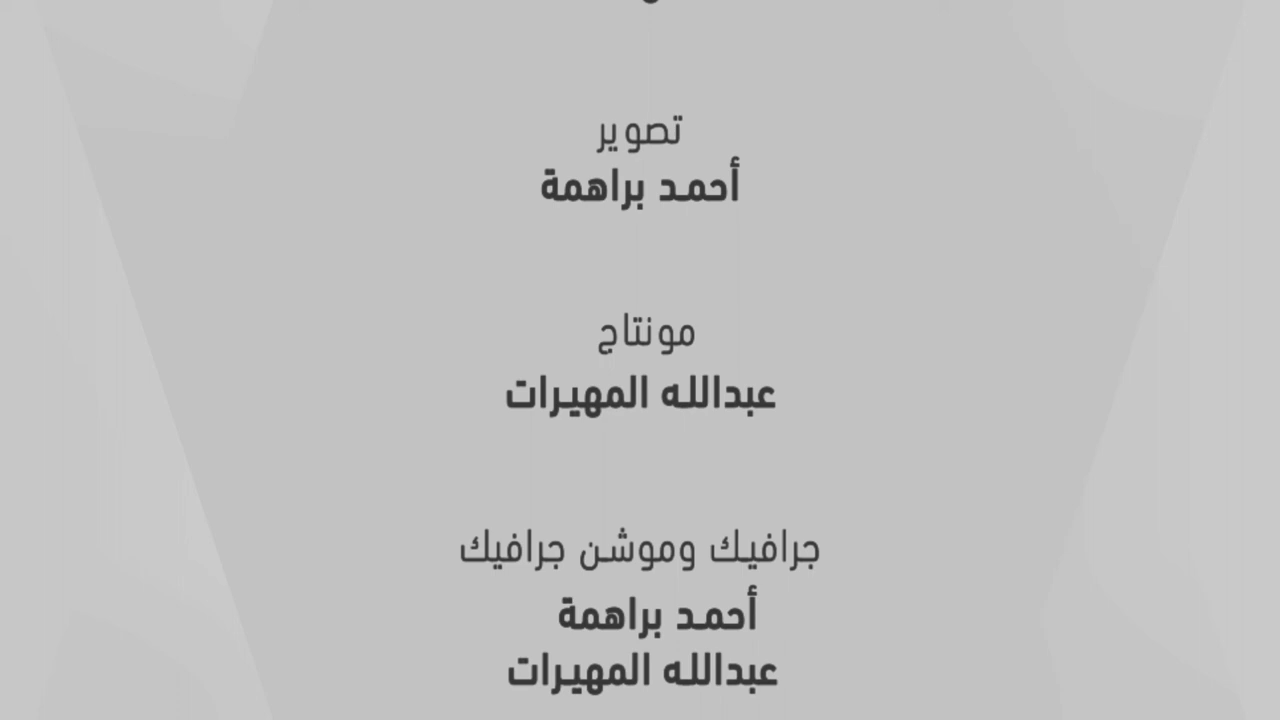 تصوير
أحمد براهمة
مونتاج
عبدالله المهيرات
جرافيك وموشن جرافيك
أحمد براهمة
عبدالله المهيرات